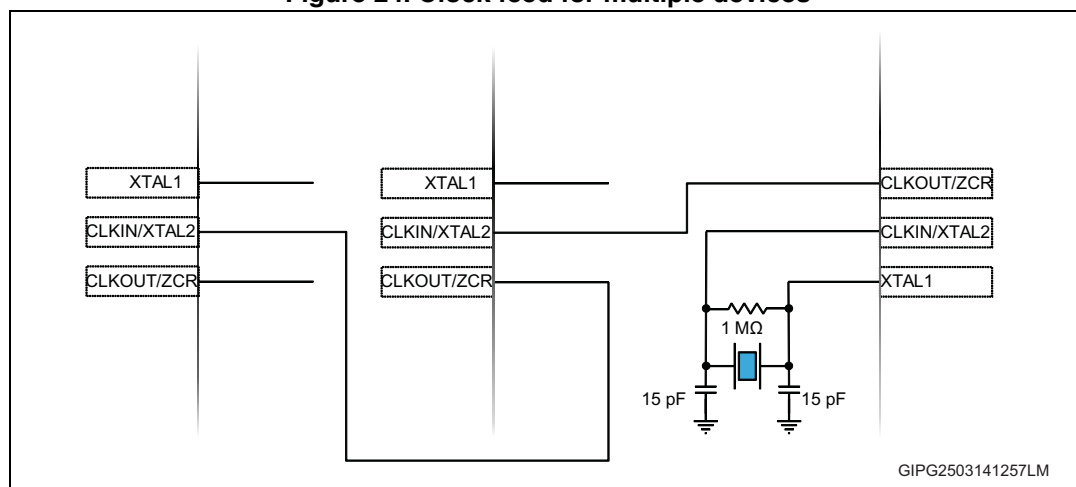 Figure 24. Clock feed for multiple devices
XTAL1
CLKIN/XTAL2
CLKOUT/ZCR
XTAL1
CLKIN/XTAL2
CLKOUT/ZCR
CLKOUT/ZCR
CLKIN/XTAL2
XTAL1
1 MΩ
15 pF
15 pF
GIPG2503141257LM